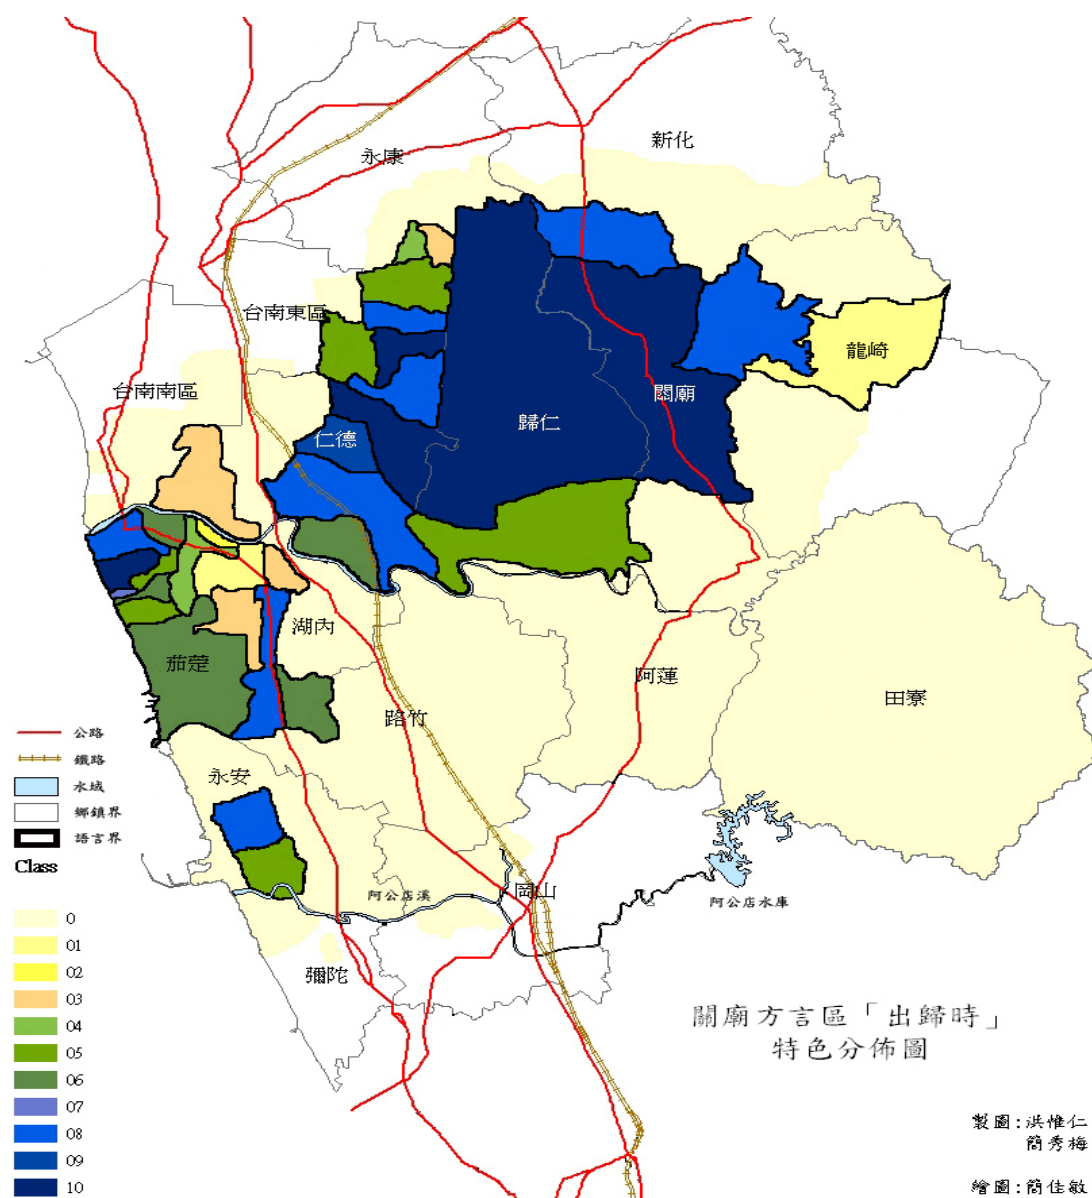 新化
永康
台南東區
台南南區
龍崎
關廟
歸仁
仁德
湖內
茄萣
阿蓮
田寮
路竹
公路
鐵路
水域
鄉鎮界
語言界
Class
永安
0
01
02
03
04
05
06
07
08
09
10
阿公店溪
岡山
阿公店水庫
彌陀
關廟方言區「出歸時」
特色分佈圖
製圖:洪惟仁
簡秀梅
繪圖:簡佳敏